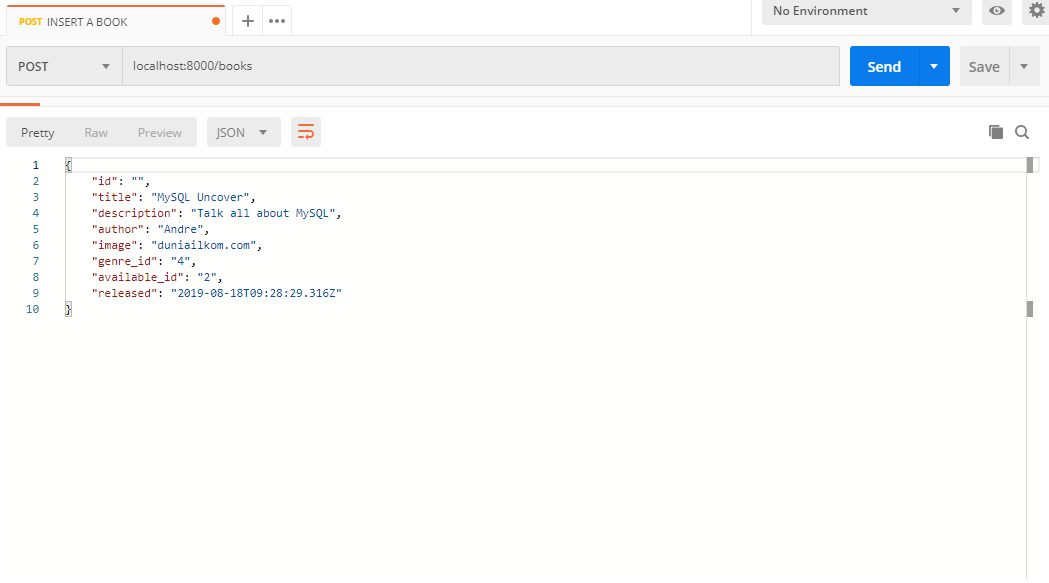 POST INSERT A BOOK
No Environment
POST localhost:8000/books Send Save
Pretty Raw Preview JSON
1 {
2 "id": "",
3 "title": "MySQL Uncover",
4 "description": "Talk all about MySQL",
5 "author": "Andre",
6 "image": "duniailkom.com",
7 "genre_id": "4",
8 "available_id": "2",
9 "released": "2019-08-18T09:28:29.316Z"
10 }